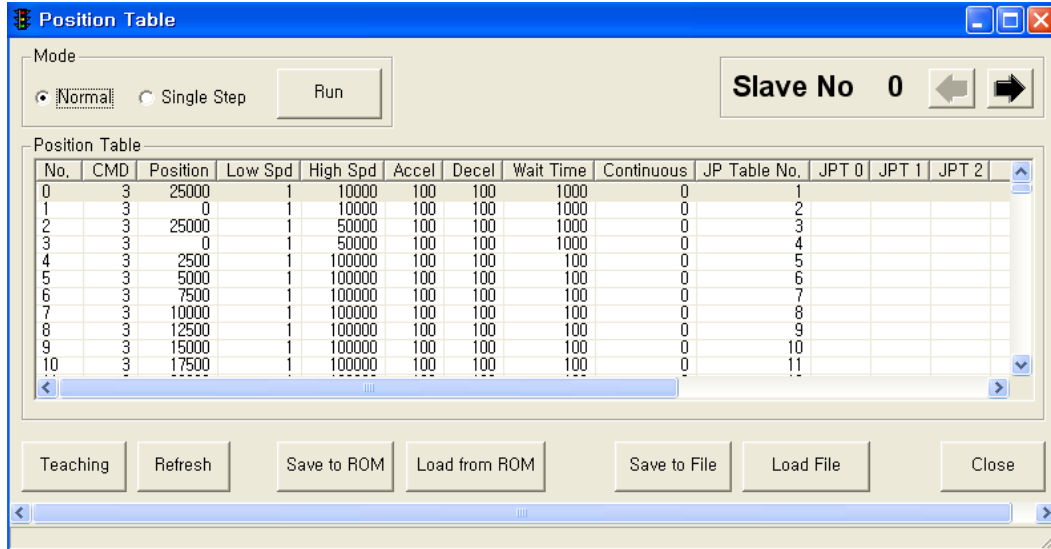 Position Table
Mode
Normal Single Step Run
Slave No 0
Position Table
No. CMD Position Low Spd High Spd Accel Decel Wait Time Continuous JP Table No. JPT 0 JPT 1 JPT 2
0 3 25000 1 10000 100 100 1000 0 1
1 3 0 1 10000 100 100 1000 0 2
2 3 25000 1 50000 100 100 1000 0 3
3 3 0 1 50000 100 100 1000 0 4
4 3 2500 1 100000 100 100 100 0 5
5 3 5000 1 100000 100 100 100 0 6
6 3 7500 1 100000 100 100 100 0 7
7 3 10000 1 100000 100 100 100 0 8
8 3 12500 1 100000 100 100 100 0 9
9 3 15000 1 100000 100 100 100 0 10
10 3 17500 1 100000 100 100 100 0 11
Teaching Refresh Save to ROM Load from ROM Save to File Load File Close